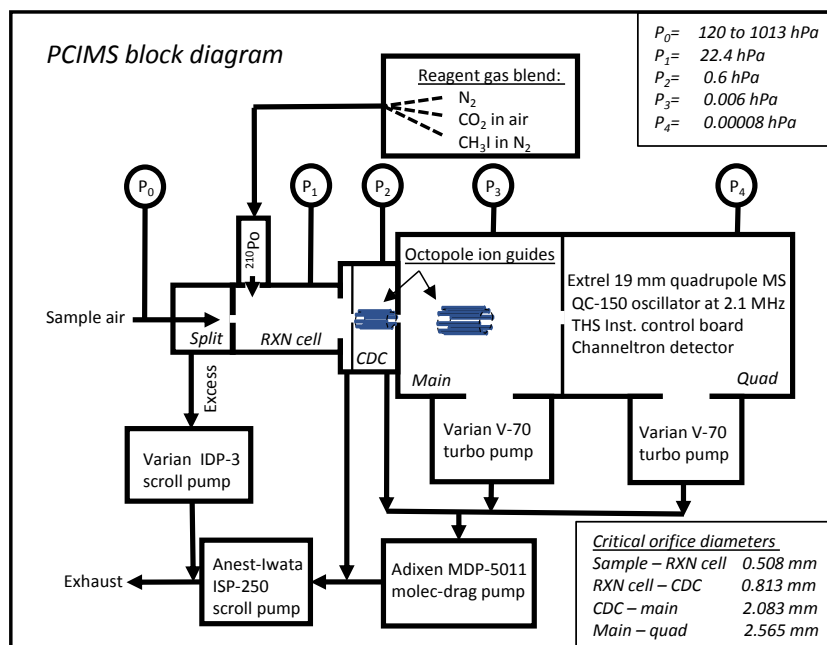 PCIMS block diagram
Reagent gas blend:
N2
CO2 in air
CH3I in N2
P0= 120 to 1013 hPa
P1= 22.4 hPa
P2= 0.6 hPa
P3= 0.006 hPa
P4= 0.00008 hPa
P0
P1
P2
P3
P4
210Po
Octopole ion guides
Extrel 19 mm quadrupole MS
QC-150 oscillator at 2.1 MHz
THS Inst. control board
Channeltron detector
Sample air
Split
RXN cell
CDC
Main
Quad
Excess
Varian IDP-3
scroll pump
Varian V-70
turbo pump
Varian V-70
turbo pump
Exhaust
Anest-Iwata
ISP-250
scroll pump
Adixen MDP-5011
molec-drag pump
Critical orifice diameters
Sample – RXN cell 0.508 mm
RXN cell – CDC 0.813 mm
CDC – main 2.083 mm
Main – quad 2.565 mm